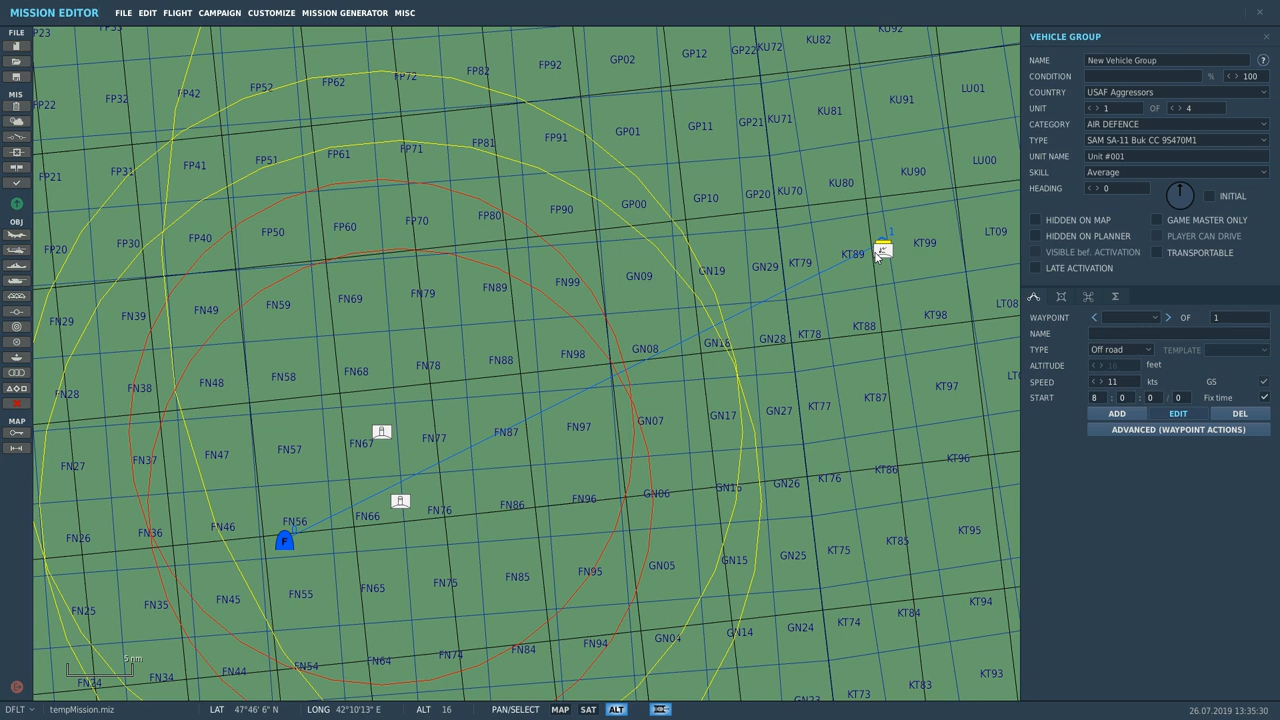 MISSION EDITOR FILE EDIT FLIGHT CAMPAIGN CUSTOMIZE MISSION GENERATOR MISC
FILE
MIS
OBJ
MAP
KU92
KU82
FP92 GP02 GP12 GP22 KU72
FP62 FP72 FP82
FP22 FP32 FP42 FP52 KU91 LU01
KU81
GP01 GP11 GP21 KU71
FP61 FP71 FP81 FP91
FP21 FP31 FP41 FP51 KU90 LU00
GP00 GP10 GP20 KU70 KU80
FP60 FP70 FP80 FP90
FP20 FP30 FP40 FP50 LT09
1
KT89 KT99
GN09 GN19 GN29 KT79
FN69 FN79 FN89 FN99
FN29 FN39 FN49 FN59 LT08
KT88 KT98
GN08 GN18 GN28 KT78
FN68 FN78 FN88 FN98
FN28 FN38 FN48 FN58
KT87 KT97
GN07 GN17 GN27 KT77
FN67 FN77 FN87 FN97
FN27 FN37 FN47 FN57
KT86 KT96
GN06 GN16 GN26 KT76
FN66 FN76 FN86 FN96
FN26 FN36 FN46 FN56
F
KT85 KT95
GN05 GN15 GN25 KT75
FN65 FN75 FN85 FN95
FN25 FN35 FN45 FN55
KT84 KT94
GN04 GN14 GN24 KT74
FN64 FN74 FN84 FN94
FN24 FN34 FN44 FN54
GN23 KT73 KT83 KT93
5 nm
VEHICLE GROUP
NAME New Vehicle Group ?
CONDITION % 100
COUNTRY USAF Aggressors
UNIT 1 OF 4
CATEGORY AIR DEFENCE
TYPE SAM SA-11 Buk CC 9S470M1
UNIT NAME Unit #001
SKILL Average
HEADING 0 INITIAL
HIDDEN ON MAP GAME MASTER ONLY
HIDDEN ON PLANNER PLAYER CAN DRIVE
VISIBLE bef. ACTIVATION TRANSPORTABLE
LATE ACTIVATION
WAYPOINT OF 1
NAME
TYPE Off road TEMPLATE
ALTITUDE feet
SPEED 11 kts GS
START 8 : 0 : 0 / 0 Fix time
ADD EDIT DEL
ADVANCED (WAYPOINT ACTIONS)
DFLT tempMission.miz LAT 47°46' 6" N LONG 42°10'13" E ALT 16 PAN/SELECT MAP SAT ALT 26.07.2019 13:35:30